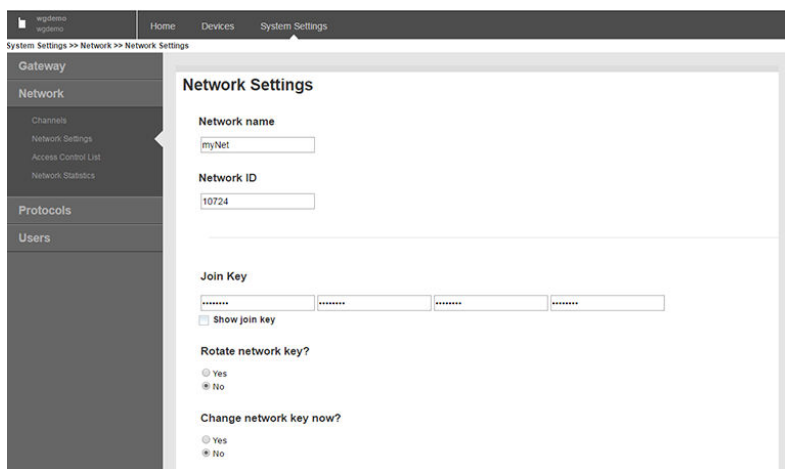 wgdemo
wgdemo
Home Devices System Settings
System Settings >> Network >> Network Settings
Gateway
Network
Channels
Network Settings
Access Control List
Network Statistics
Protocols
Users
Network Settings
Network name
myNet
Network ID
10724
Join Key
•••••••• •••••••• •••••••• ••••••••
Show join key
Rotate network key?
Yes
No
Change network key now?
Yes
No